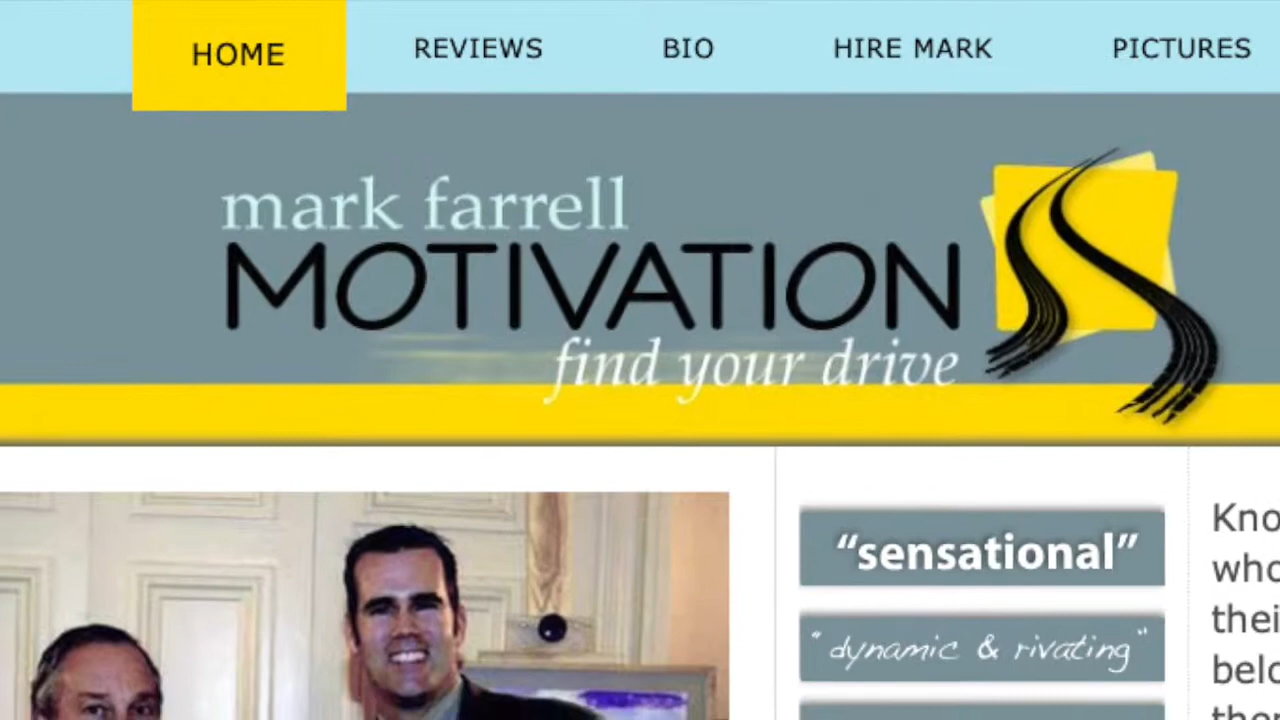 HOME
REVIEWS
BIO
HIRE MARK
PICTURES
mark farrell
MOTIVATION
find your drive
“sensational”
“dynamic & rivating”
Kno
who
thei
belo